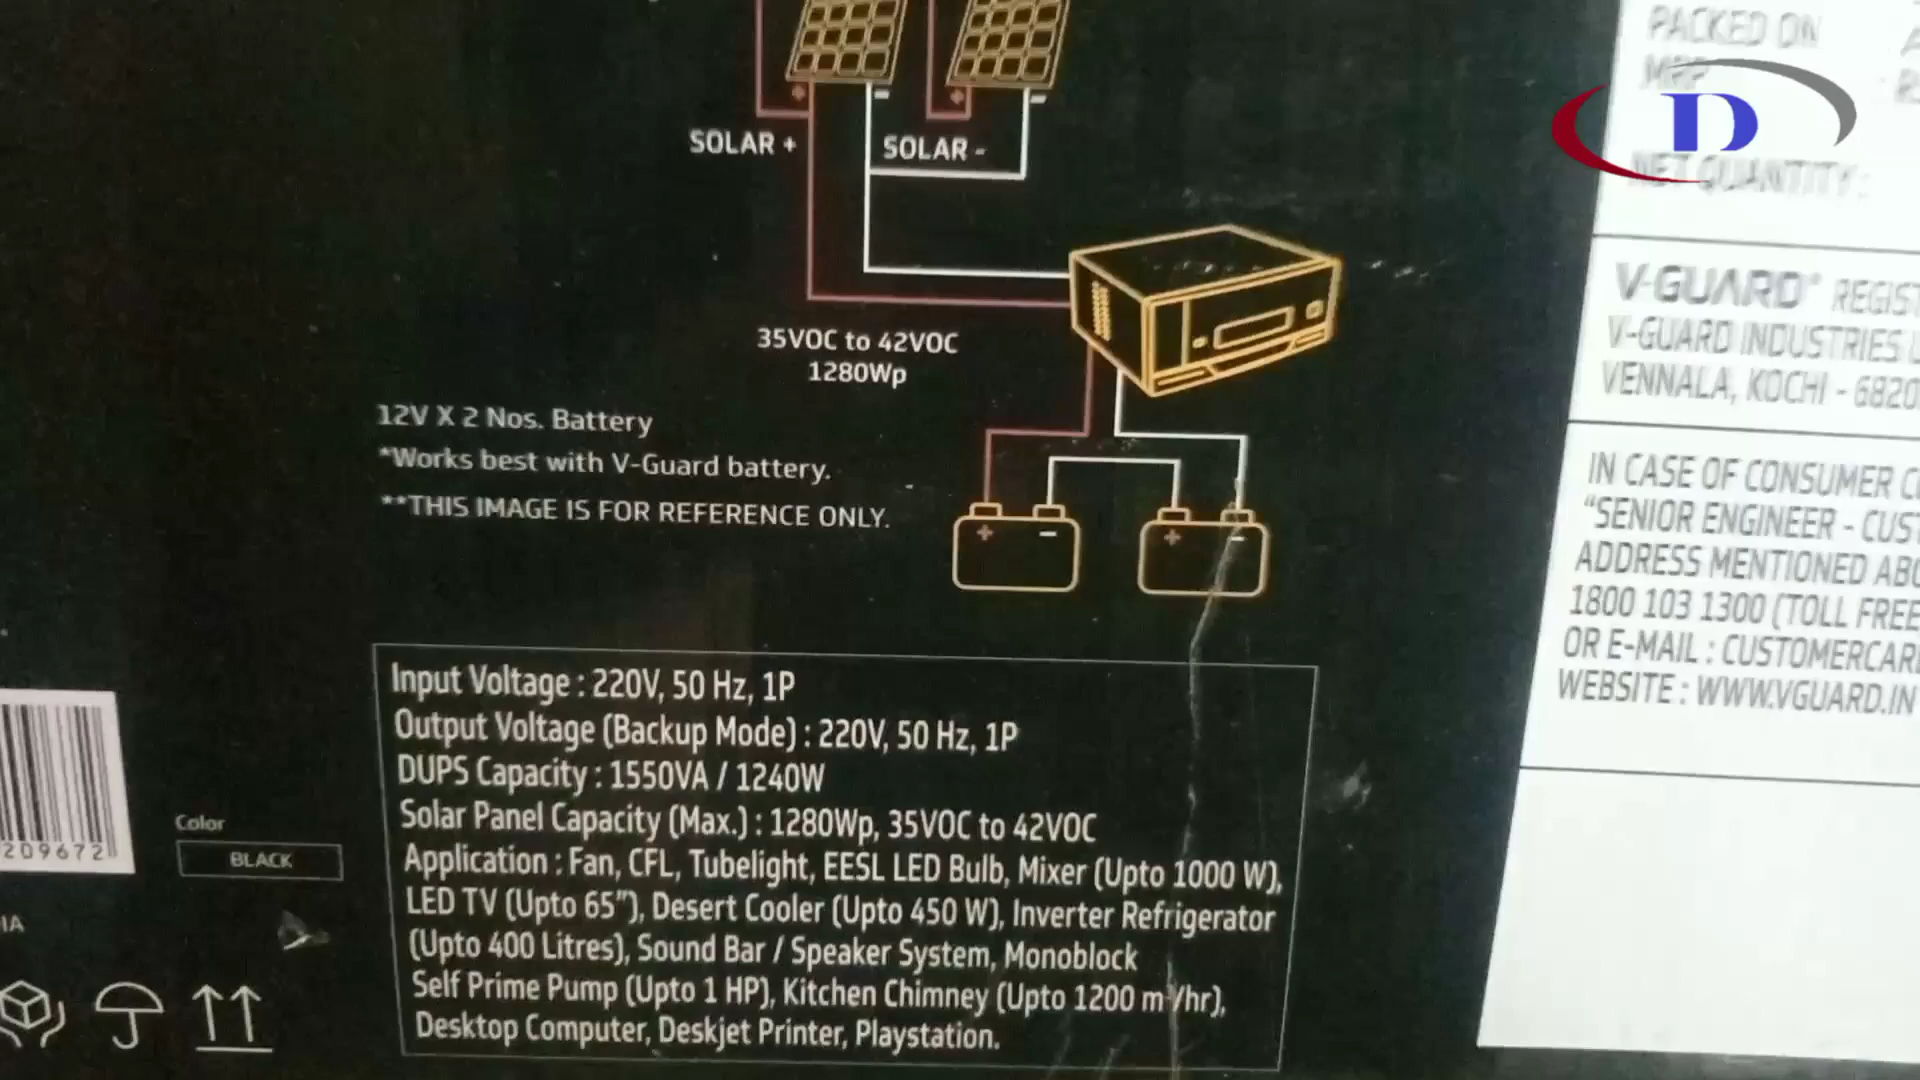 SOLAR +
SOLAR -
35VOC to 42VOC
1280Wp
12V X 2 Nos. Battery
*Works best with V-Guard battery.
**THIS IMAGE IS FOR REFERENCE ONLY.
+ -
+ -
Input Voltage : 220V, 50 Hz, 1P
Output Voltage (Backup Mode) : 220V, 50 Hz, 1P
DUPS Capacity : 1550VA / 1240W
Solar Panel Capacity (Max.) : 1280Wp, 35VOC to 42VOC
Application : Fan, CFL, Tubelight, EESL LED Bulb, Mixer (Upto 1000 W),
LED TV (Upto 65”), Desert Cooler (Upto 450 W), Inverter Refrigerator
(Upto 400 Litres), Sound Bar / Speaker System, Monoblock
Self Prime Pump (Upto 1 HP), Kitchen Chimney (Upto 1200 m³/hr),
Desktop Computer, Deskjet Printer, Playstation.
209672
Color
BLACK
IA
PACKED ON
MRP
D
NET QUANTITY :
V-GUARD® REGIST
V-GUARD INDUSTRIES
VENNALA, KOCHI - 6820
IN CASE OF CONSUMER
“SENIOR ENGINEER - CUS
ADDRESS MENTIONED ABO
1800 103 1300 (TOLL FREE
OR E-MAIL : CUSTOMERCAR
WEBSITE : WWW.VGUARD.IN